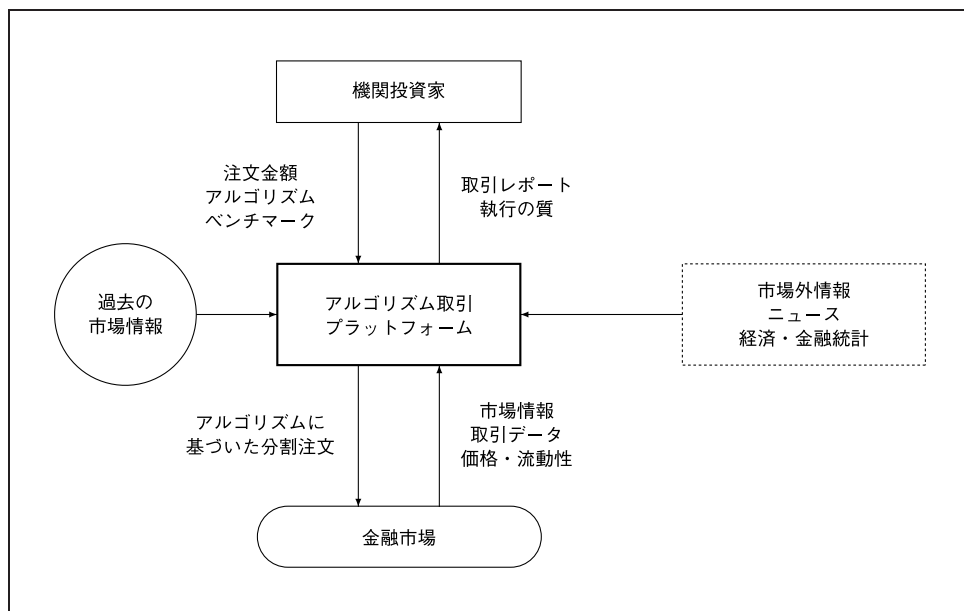 機関投資家
注文金額
アルゴリズム
ベンチマーク
取引レポート
執行の質
過去の
市場情報
アルゴリズム取引
プラットフォーム
市場外情報
ニュース
経済・金融統計
アルゴリズムに
基づいた分割注文
市場情報
取引データ
価格・流動性
金融市場